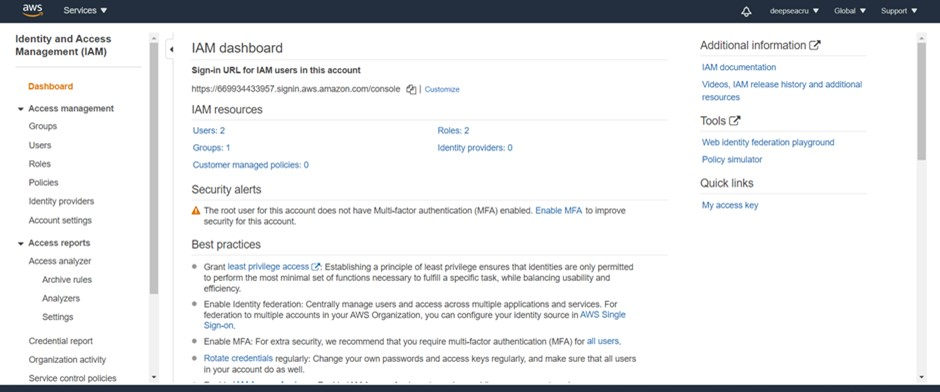 aws
Services
deepseacru
Global
Support
Identity and Access
Management (IAM)
Dashboard
Access management
Groups
Users
Roles
Policies
Identity providers
Account settings
Access reports
Access analyzer
Archive rules
Analyzers
Settings
Credential report
Organization activity
Service control policies
IAM dashboard
Sign-in URL for IAM users in this account
https://669934433957.signin.aws.amazon.com/console | Customize
IAM resources
Users: 2
Roles: 2
Groups: 1
Identity providers: 0
Customer managed policies: 0
Security alerts
The root user for this account does not have Multi-factor authentication (MFA) enabled. Enable MFA to improve
security for this account.
Best practices
Grant least privilege access : Establishing a principle of least privilege ensures that identities are only permitted
to perform the most minimal set of functions necessary to fulfill a specific task, while balancing usability and
efficiency.
Enable Identity federation: Centrally manage users and access across multiple applications and services. For
federation to multiple accounts in your AWS Organization, you can configure your identity source in AWS Single
Sign-on.
Enable MFA: For extra security, we recommend that you require multi-factor authentication (MFA) for all users.
Rotate credentials regularly: Change your own passwords and access keys regularly, and make sure that all users
in your account do as well.
Additional information
IAM documentation
Videos, IAM release history and additional
resources
Tools
Web identity federation playground
Policy simulator
Quick links
My access key